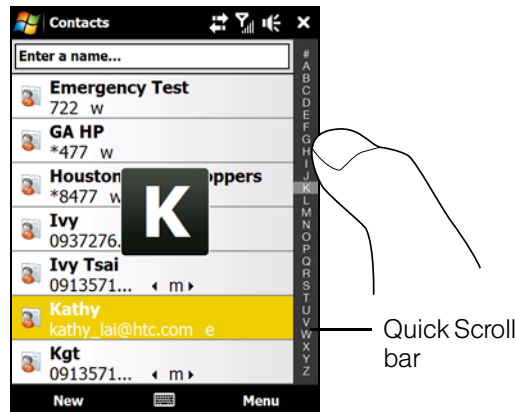 Contacts
Enter a name...
Emergency Test
722 w
GA HP
*477 w
Houston oppers
*8477 w
K
Ivy
0937276.
Ivy Tsai
0913571... m
Kathy
kathy_lai@htc.com e
Kgt
0913571... m
#
A
B
C
D
E
F
G
H
I
J
K
L
M
N
O
P
Q
R
S
T
U
V
W
X
Y
Z
Quick Scroll
bar
New Menu